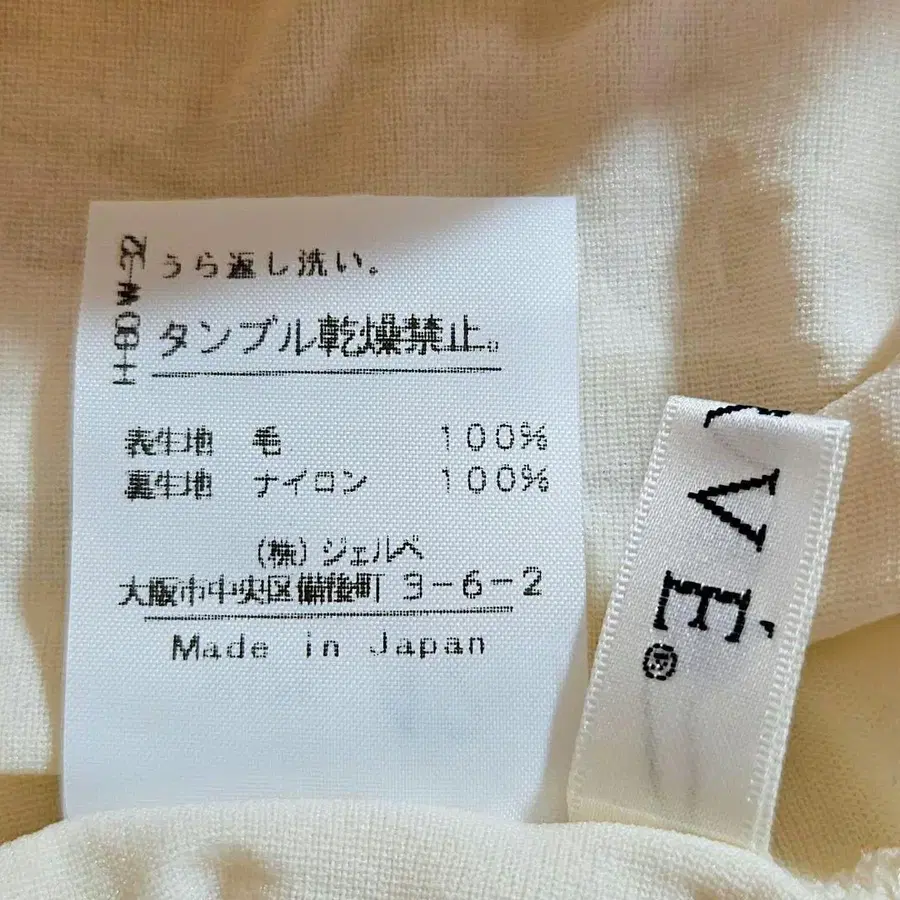 うら返し洗い。
タンブル乾燥禁止。
表生地 毛 100%
裏生地 ナイロン 100%
(株)ジェルベ
大阪市中央区備後町 3-6-2
Made in Japan
VÉ®